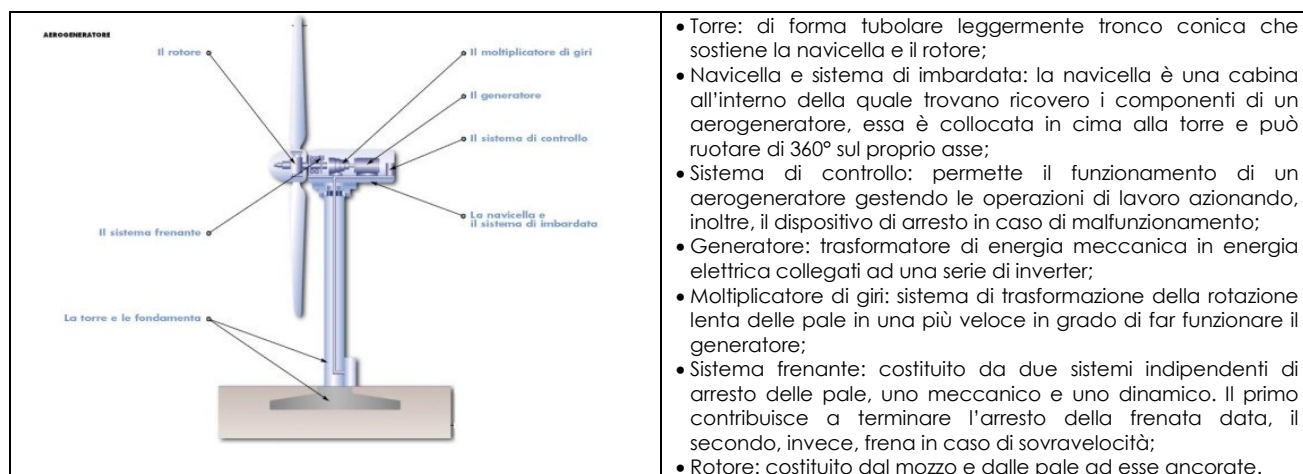 AEROGENERATORE
Il rotore
Il moltiplicatore di giri
Il generatore
Il sistema di controllo
La navicella e
il sistema di imbardata
Il sistema frenante
La torre e le fondamenta
• Torre: di forma tubolare leggermente tronco conica che
sostiene la navicella e il rotore;
• Navicella e sistema di imbardata: la navicella è una cabina
all'interno della quale trovano ricovero i componenti di un
aerogeneratore, essa è collocata in cima alla torre e può
ruotare di 360° sul proprio asse;
• Sistema di controllo: permette il funzionamento di un
aerogeneratore gestendo le operazioni di lavoro azionando,
inoltre, il dispositivo di arresto in caso di malfunzionamento;
• Generatore: trasformatore di energia meccanica in energia
elettrica collegati ad una serie di inverter;
• Moltiplicatore di giri: sistema di trasformazione della rotazione
lenta delle pale in una più veloce in grado di far funzionare il
generatore;
• Sistema frenante: costituito da due sistemi indipendenti di
arresto delle pale, uno meccanico e uno dinamico. Il primo
contribuisce a terminare l'arresto della frenata data, il
secondo, invece, frena in caso di sovravelocità;
• Rotore: costituito dal mozzo e dalle pale ad esse ancorate.